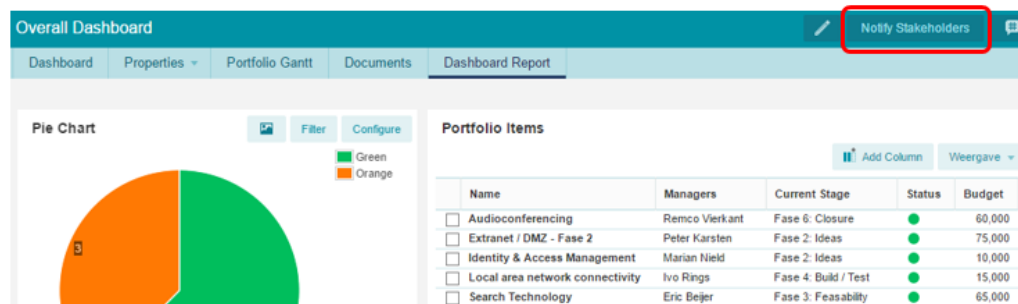 Overall Dashboard
Notify Stakeholders
Dashboard Properties Portfolio Gantt Documents Dashboard Report
Pie Chart
Filter Configure
Green
Orange
3
Portfolio Items
Add Column Weergave
Name Managers Current Stage Status Budget
Audioconferencing Remco Vierkant Fase 6: Closure 60,000
Extranet / DMZ - Fase 2 Peter Karsten Fase 2: Ideas 75,000
Identity & Access Management Marian Nield Fase 2: Ideas 10,000
Local area network connectivity Ivo Rings Fase 4: Build / Test 15,000
Search Technology Eric Beijer Fase 3: Feasability 65,000